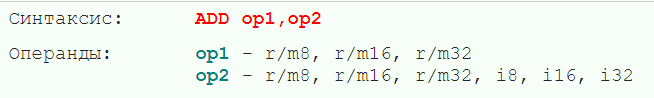 Синтаксис: ADD op1,op2
Операнды: op1 – r/m8, r/m16, r/m32
op2 – r/m8, r/m16, r/m32, i8, i16, i32